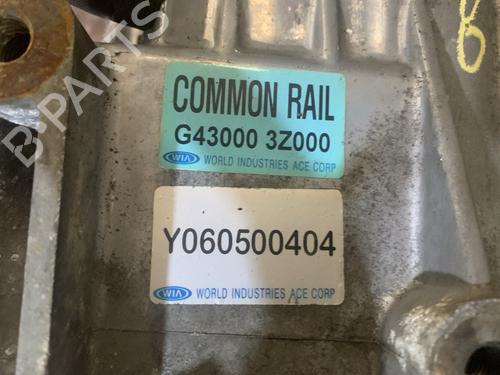 COMMON RAIL
G43000 3Z000
WIA WORLD INDUSTRIES ACE CORP
Y060500404
WIA WORLD INDUSTRIES ACE CORP
B-PARTS